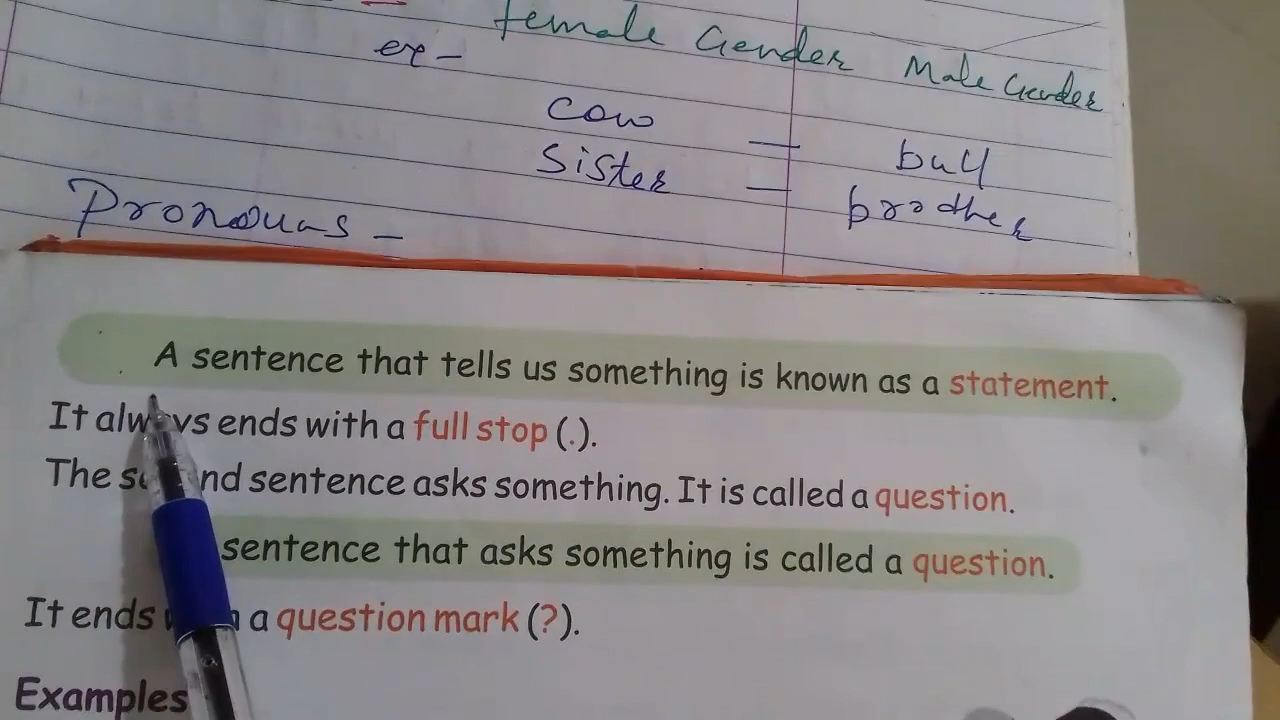 Female Gender Male Gender
ex-
cow = bull
Sister - brother
Pronouns -
A sentence that tells us something is known as a statement.
It always ends with a full stop (.).
The second sentence asks something. It is called a question.
sentence that asks something is called a question.
It ends with a question mark (?).
Examples